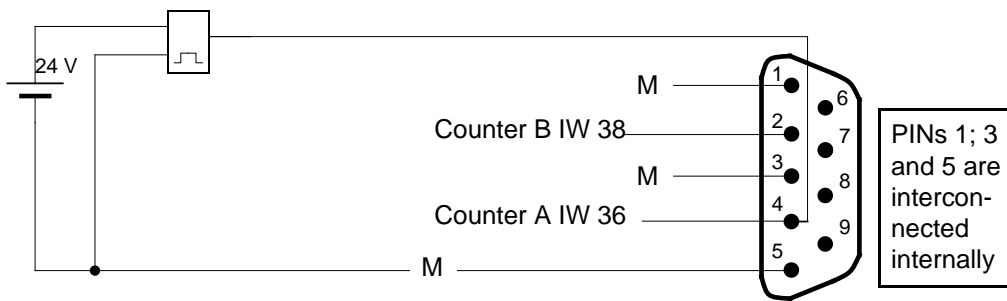 24 V
M
1
6
Counter B IW 38
2
7
M
3
8
Counter A IW 36
4
9
M
5
PINs 1; 3
and 5 are
intercon-
nected
internally